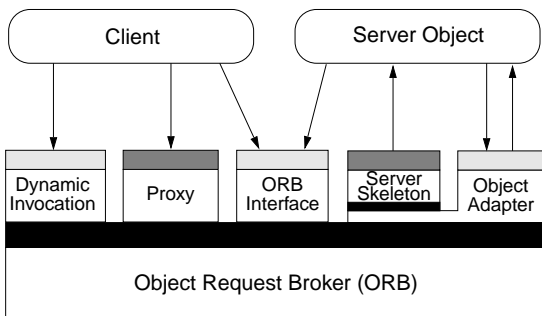 Client
Server Object
Dynamic
Invocation
Proxy
ORB
Interface
Server
Skeleton
Object
Adapter
Object Request Broker (ORB)